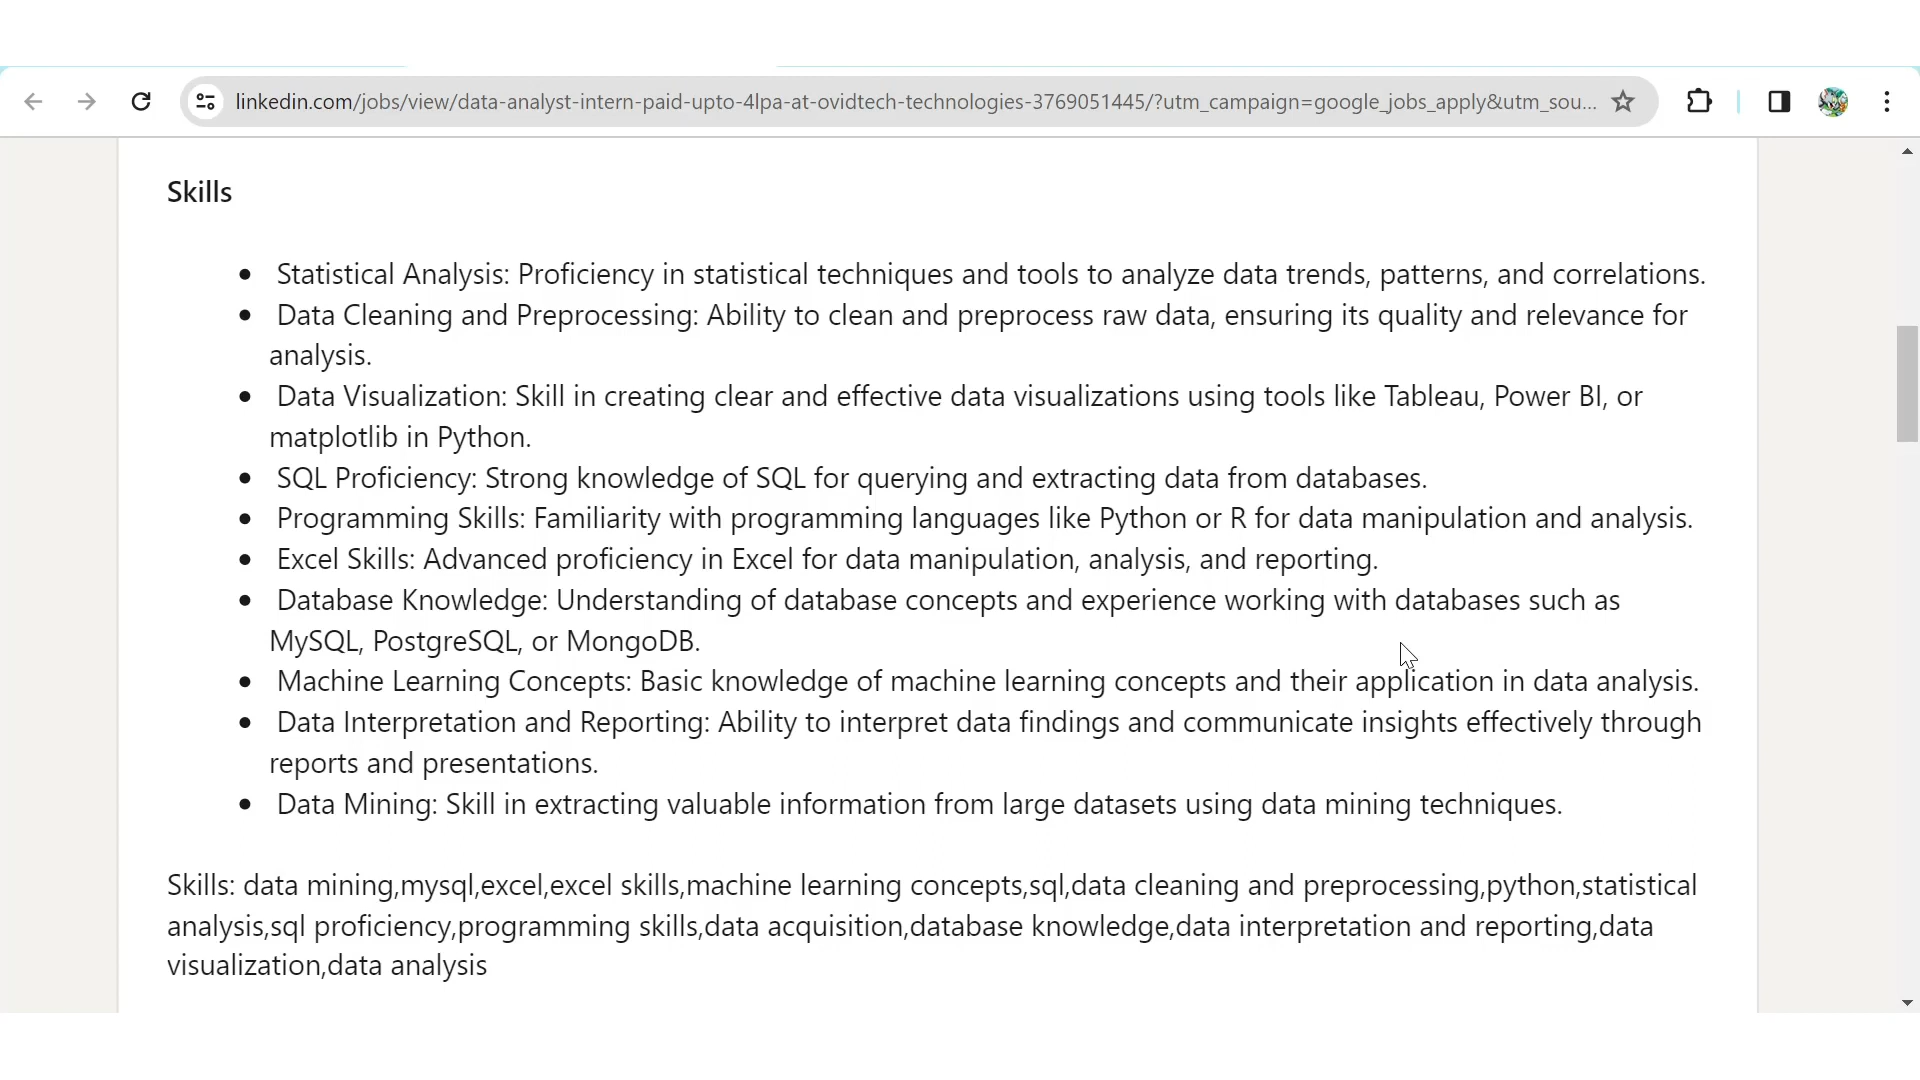 linkedin.com/jobs/view/data-analyst-intern-paid-upto-4lpa-at-ovidtech-technologies-3769051445/?utm_campaign=google_jobs_apply&utm_sou...
Skills
• Statistical Analysis: Proficiency in statistical techniques and tools to analyze data trends, patterns, and correlations.
• Data Cleaning and Preprocessing: Ability to clean and preprocess raw data, ensuring its quality and relevance for
analysis.
• Data Visualization: Skill in creating clear and effective data visualizations using tools like Tableau, Power BI, or
matplotlib in Python.
• SQL Proficiency: Strong knowledge of SQL for querying and extracting data from databases.
• Programming Skills: Familiarity with programming languages like Python or R for data manipulation and analysis.
• Excel Skills: Advanced proficiency in Excel for data manipulation, analysis, and reporting.
• Database Knowledge: Understanding of database concepts and experience working with databases such as
MySQL, PostgreSQL, or MongoDB.
• Machine Learning Concepts: Basic knowledge of machine learning concepts and their application in data analysis.
• Data Interpretation and Reporting: Ability to interpret data findings and communicate insights effectively through
reports and presentations.
• Data Mining: Skill in extracting valuable information from large datasets using data mining techniques.
Skills: data mining,mysql,excel,excel skills,machine learning concepts,sql,data cleaning and preprocessing,python,statistical
analysis,sql proficiency,programming skills,data acquisition,database knowledge,data interpretation and reporting,data
visualization,data analysis